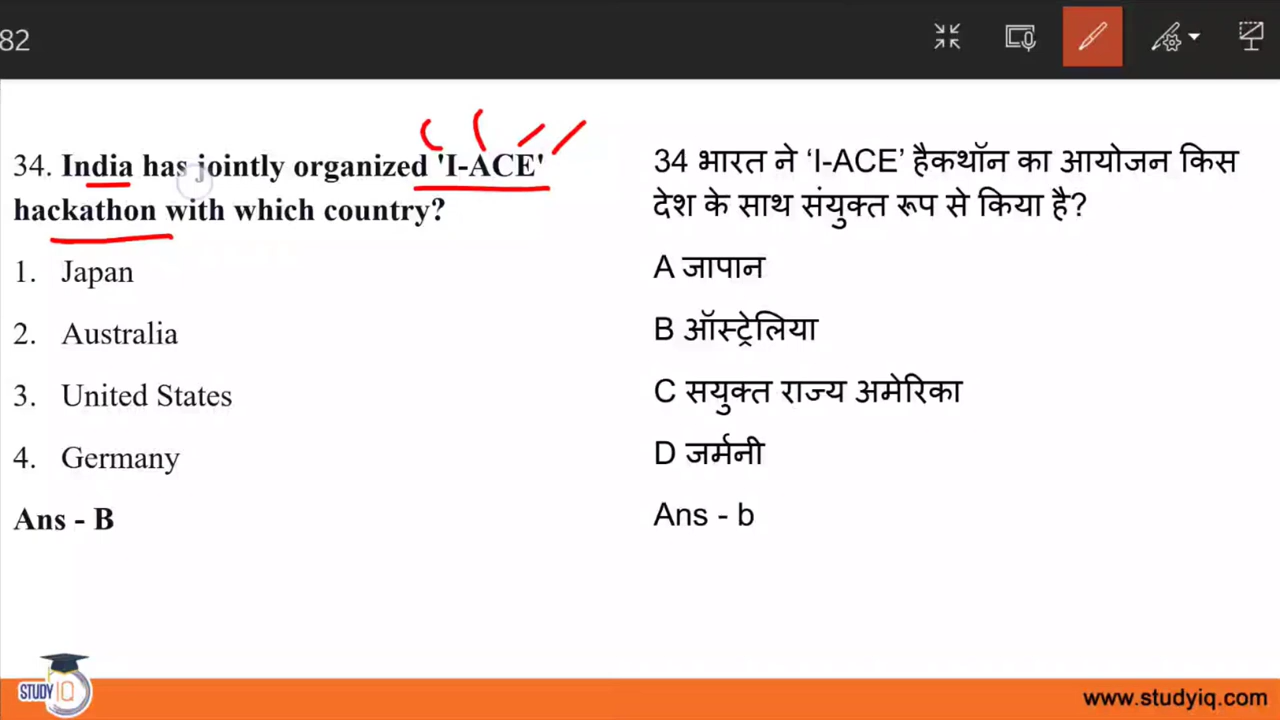 82
34. India has jointly organized 'I-ACE'
hackathon with which country?
1. Japan
2. Australia
3. United States
4. Germany
Ans - B
34 भारत ने ‘I-ACE’ हैकथॉन का आयोजन किस
देश के साथ संयुक्त रूप से किया है?
A जापान
B ऑस्ट्रेलिया
C सयुक्त राज्य अमेरिका
D जर्मनी
Ans - b
STUDY IQ
www.studyiq.com